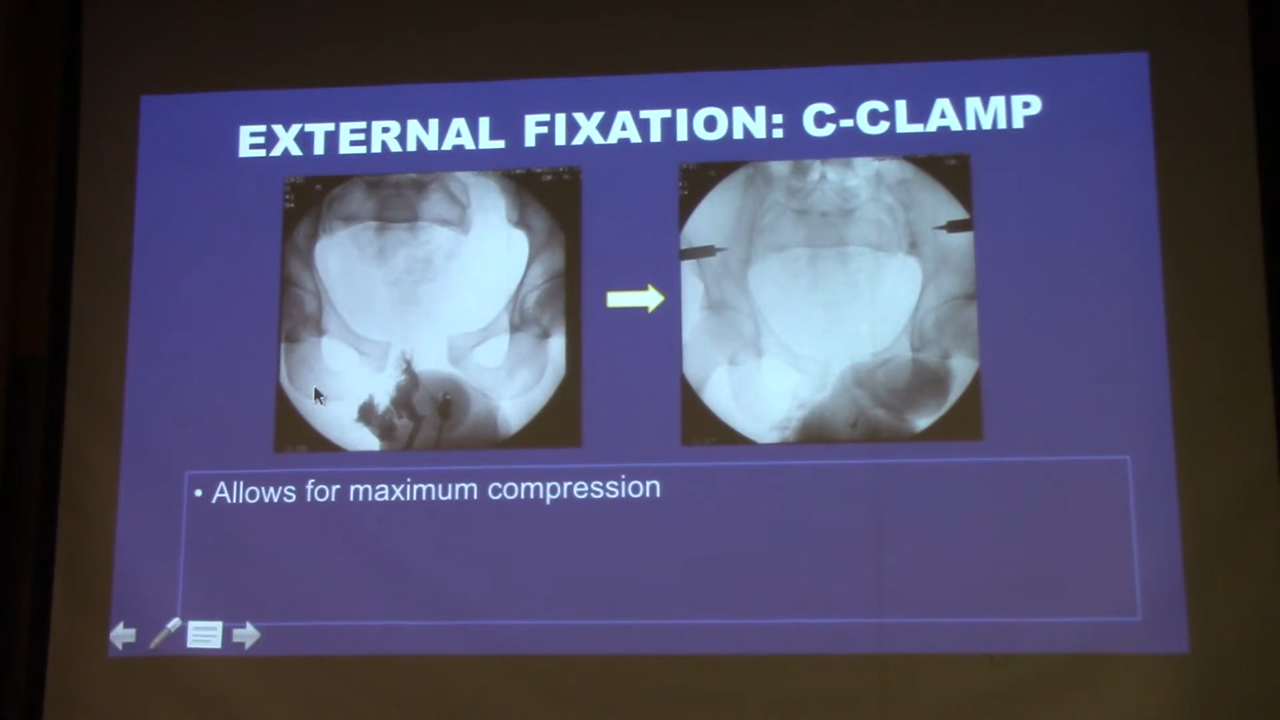 EXTERNAL FIXATION: C-CLAMP
• Allows for maximum compression